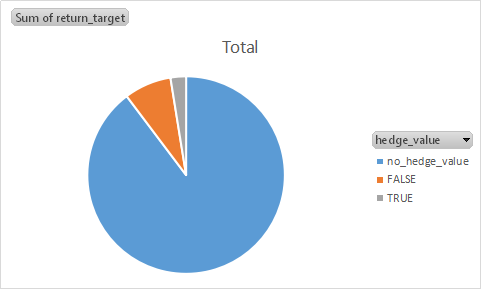 Sum of return_target
Total
hedge_value
no_hedge_value
FALSE
TRUE